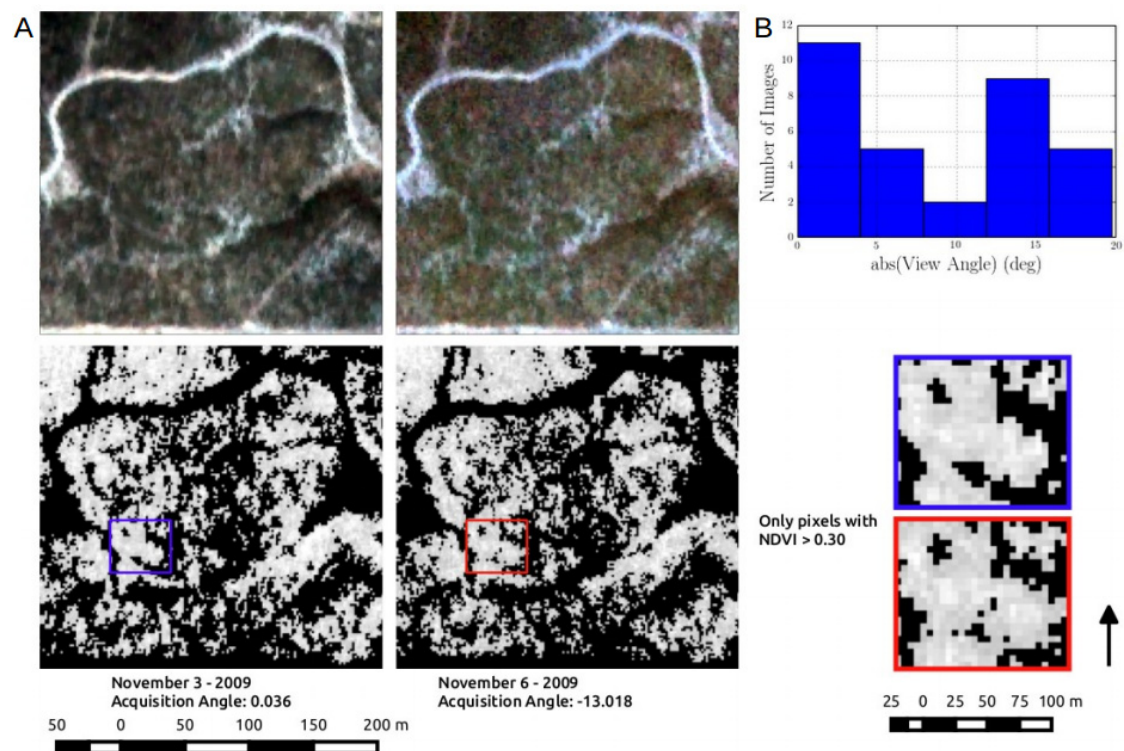 A
B
12
10
8
6
4
2
0
Number of Images
0 5 10 15 20
abs(View Angle) (deg)
Only pixels with
NDVI > 0.30
November 3 - 2009
Acquisition Angle: 0.036
November 6 - 2009
Acquisition Angle: -13.018
50 0 50 100 150 200 m
25 0 25 50 75 100 m